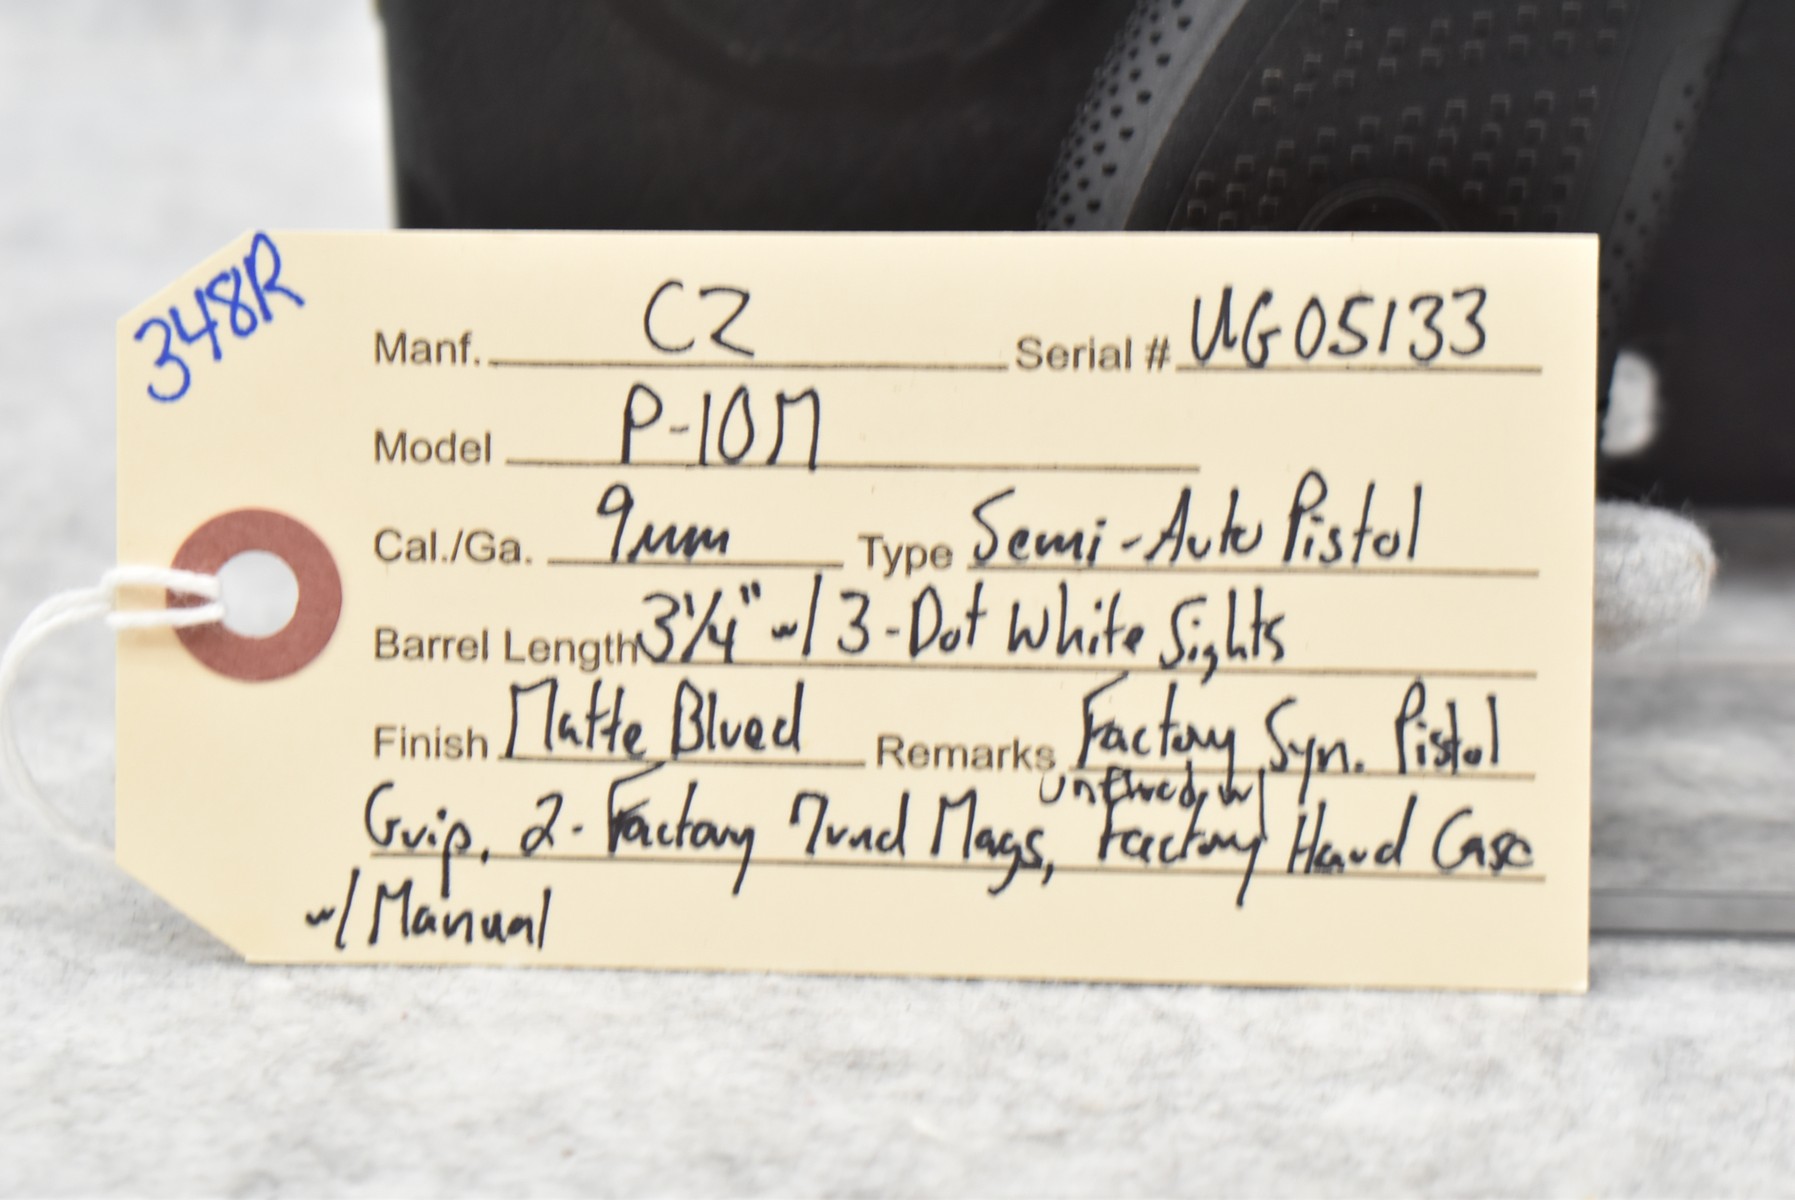 348R
Manf. CZ Serial # UG05133
Model P-10M
Cal./Ga. 9mm Type Semi-Auto Pistol
Barrel Length 3 1/4" w/ 3-Dot White Sights
Finish Matte Blued Remarks Factory Syn. Pistol
unfired, w/
Grip, 2-Factory 7rnd Mags, Factory Hard Case
w/ Manual